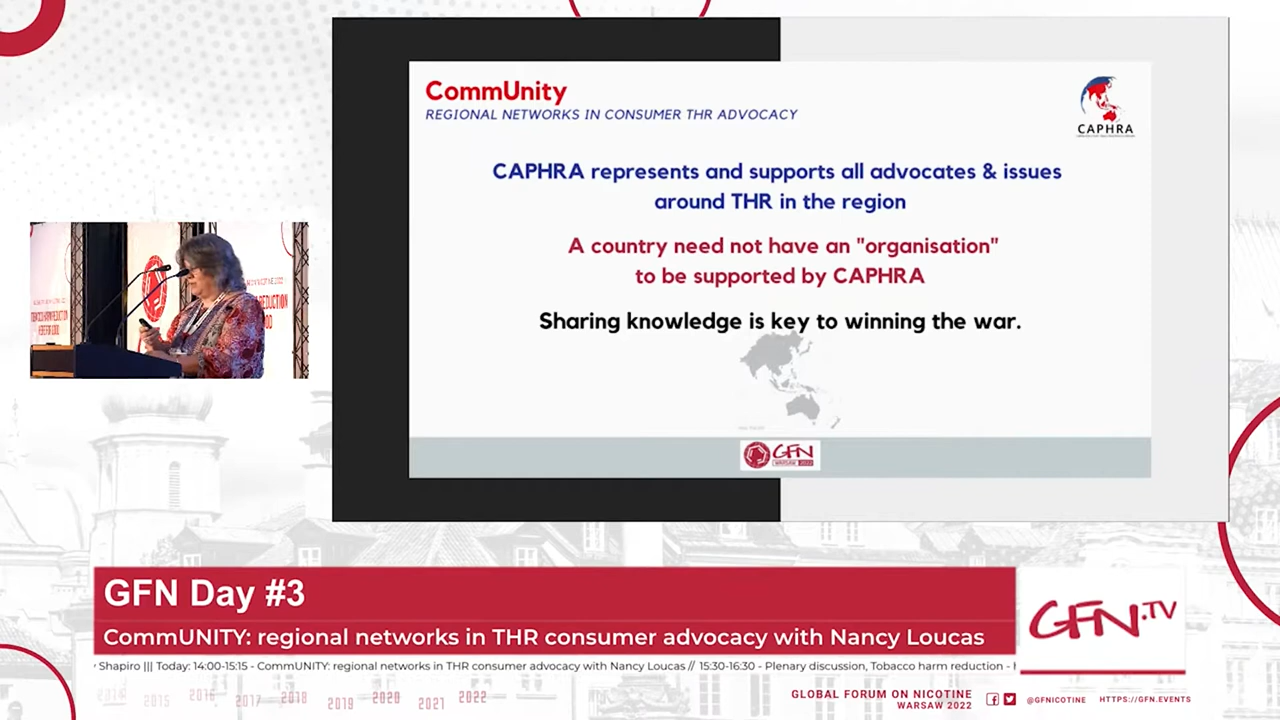 CommUnity
REGIONAL NETWORKS IN CONSUMER THR ADVOCACY
CAPHRA
CAPHRA represents and supports all advocates & issues
around THR in the region
A country need not have an "organisation"
to be supported by CAPHRA
Sharing knowledge is key to winning the war.
GFN
WARSAW 2022
GFN Day #3
CommUNITY: regional networks in THR consumer advocacy with Nancy Loucas
GFN.TV
Shapiro ||| Today: 14:00-15:15 - CommUNITY: regional networks in THR consumer advocacy with Nancy Loucas // 15:30-16:30 - Plenary discussion, Tobacco harm reduction -
2014 2015 2016 2017 2018 2019 2020 2021 2022
GLOBAL FORUM ON NICOTINE
WARSAW 2022
@GFNICOTINE
HTTPS://GFN.EVENTS